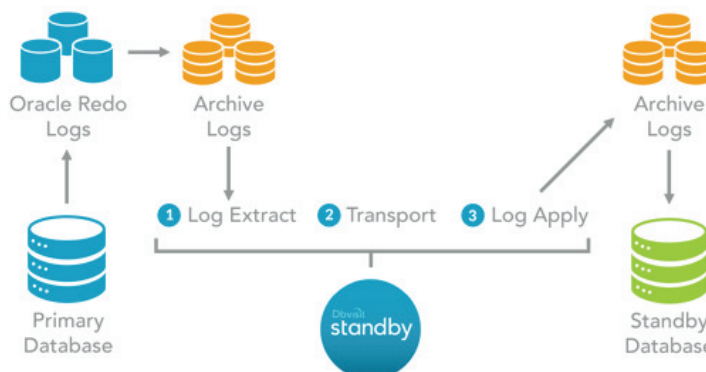 Oracle Redo
Logs
Archive
Logs
Archive
Logs
1 Log Extract
2 Transport
3 Log Apply
Primary
Database
Dbvisit
standby
Standby
Database